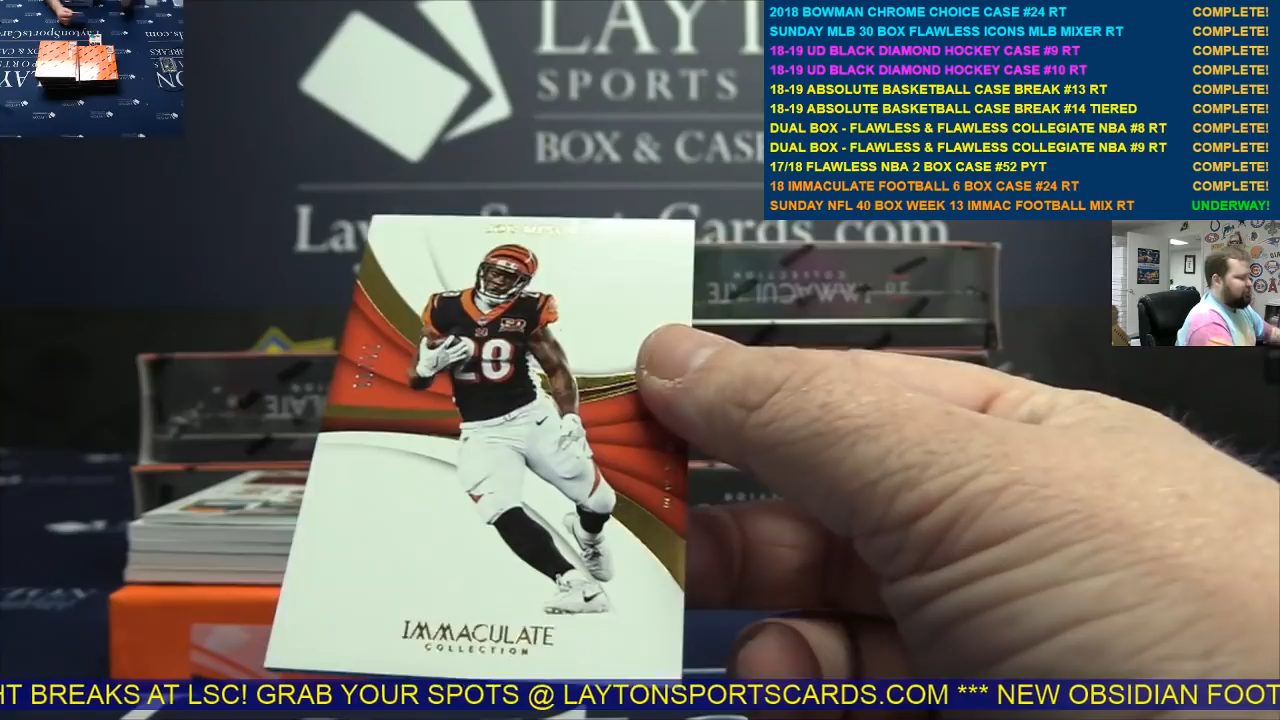 2018 BOWMAN CHROME CHOICE CASE #24 RT COMPLETE!
SUNDAY MLB 30 BOX FLAWLESS ICONS MLB MIXER RT COMPLETE!
18-19 UD BLACK DIAMOND HOCKEY CASE #9 RT COMPLETE!
18-19 UD BLACK DIAMOND HOCKEY CASE #10 RT COMPLETE!
18-19 ABSOLUTE BASKETBALL CASE BREAK #13 RT COMPLETE!
18-19 ABSOLUTE BASKETBALL CASE BREAK #14 TIERED COMPLETE!
DUAL BOX - FLAWLESS & FLAWLESS COLLEGIATE NBA #8 RT COMPLETE!
DUAL BOX - FLAWLESS & FLAWLESS COLLEGIATE NBA #9 RT COMPLETE!
17/18 FLAWLESS NBA 2 BOX CASE #52 PYT COMPLETE!
18 IMMACULATE FOOTBALL 6 BOX CASE #24 RT COMPLETE!
SUNDAY NFL 40 BOX WEEK 13 IMMAC FOOTBALL MIX RT UNDERWAY!
LAYT
SPORTS
BOX & CASE
Lay Sport Cards.com
28
IMMACULATE
COLLECTION
HT BREAKS AT LSC! GRAB YOUR SPOTS @ LAYTONSPORTSCARDS.COM *** NEW OBSIDIAN FOOT